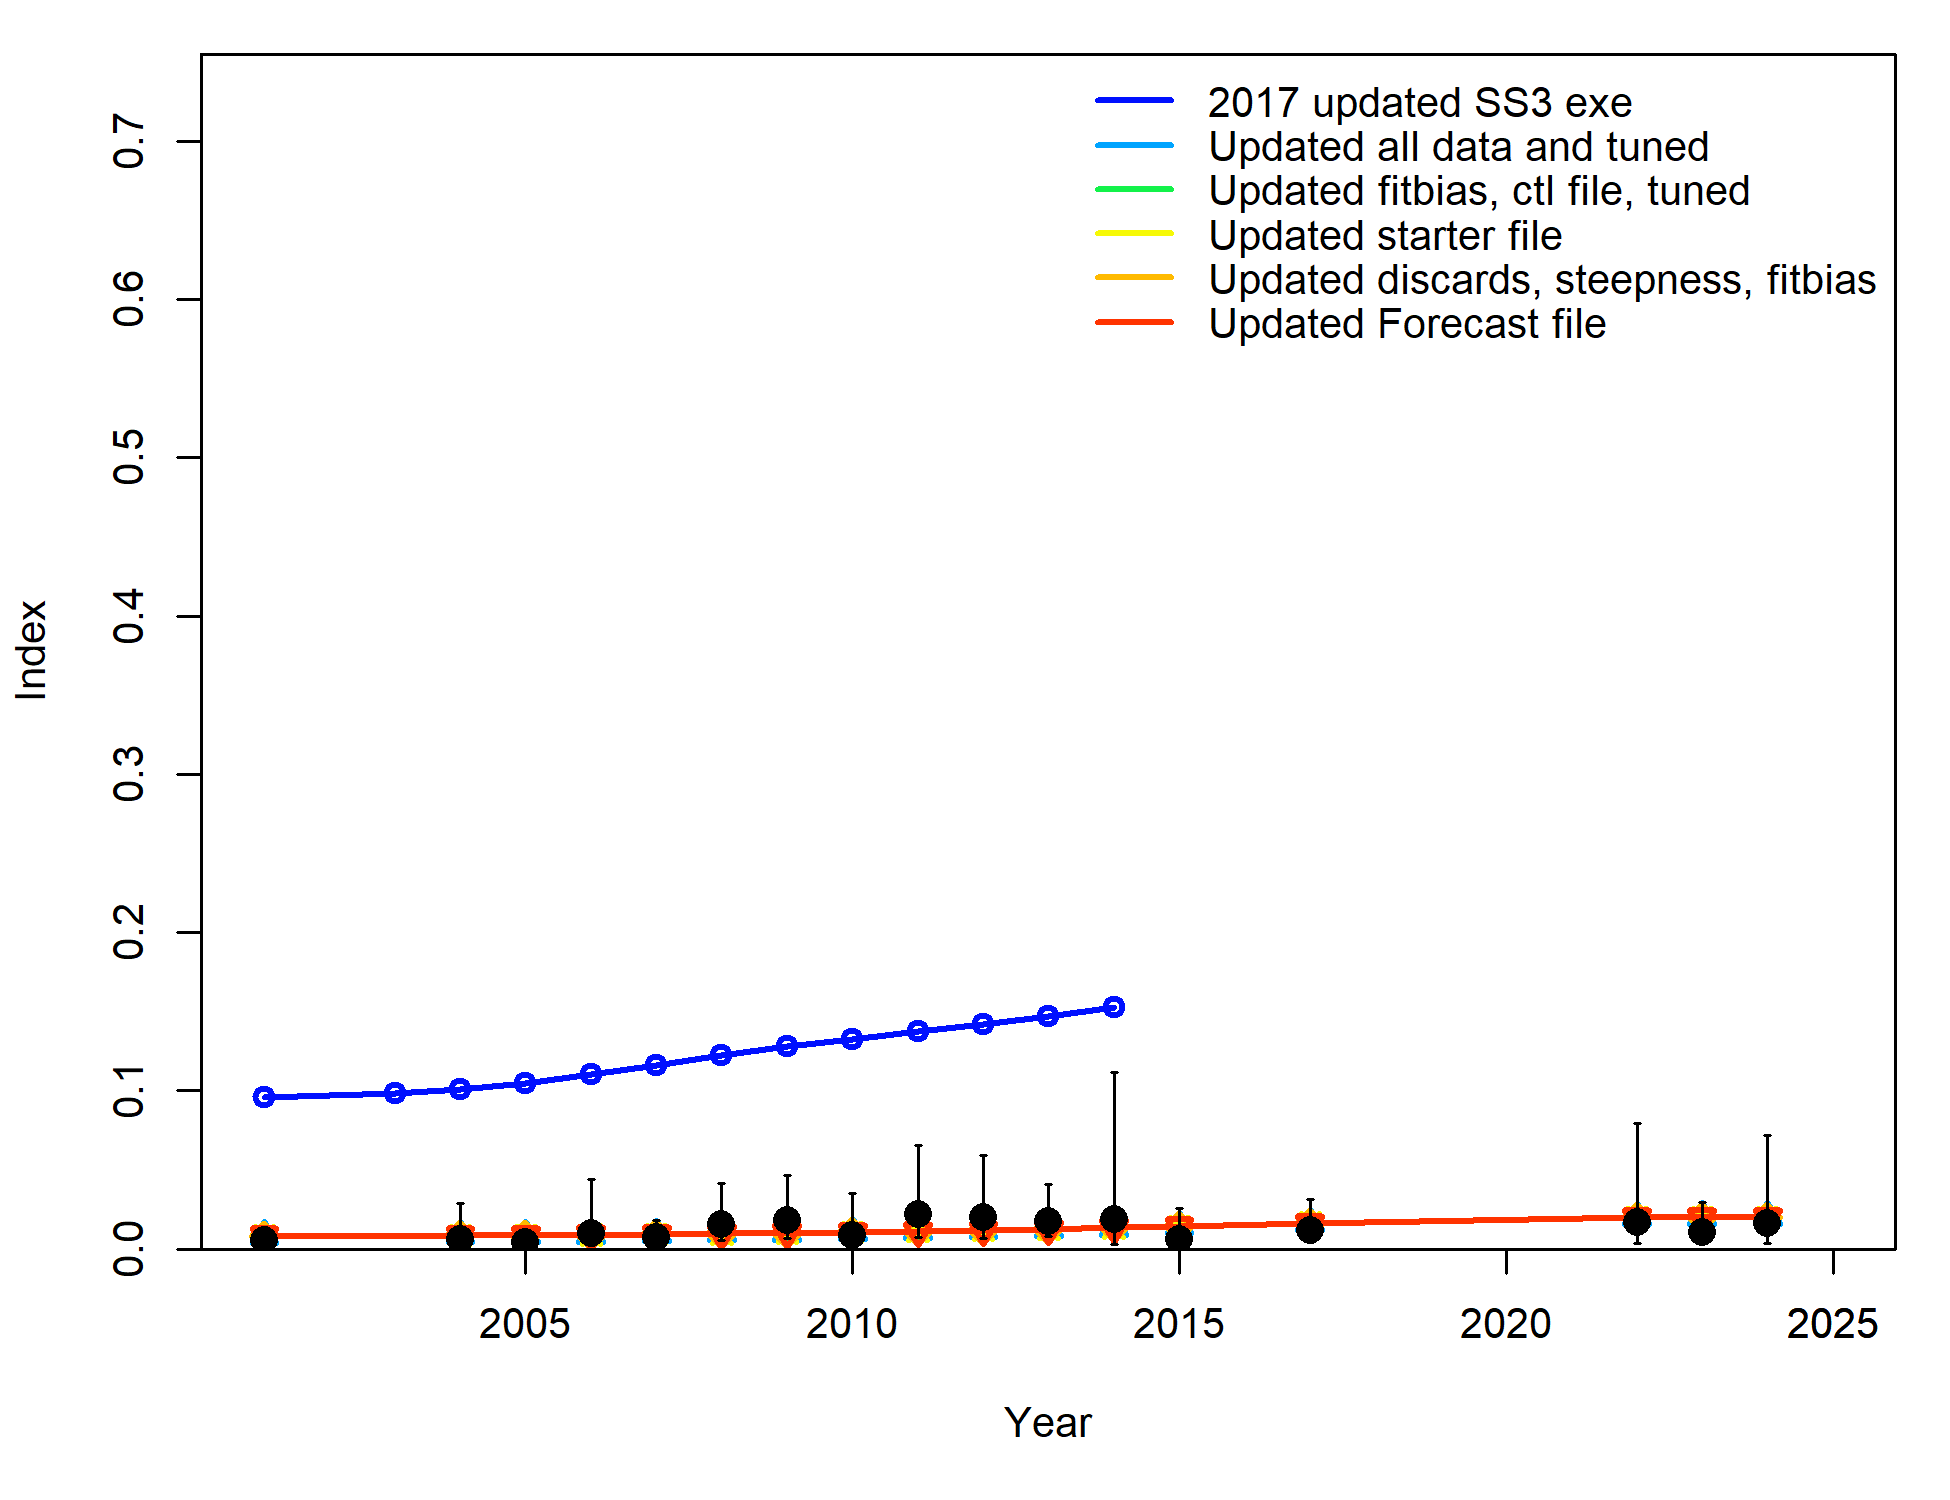 2017 updated SS3 exe
Updated all data and tuned
Updated fitbias, ctl file, tuned
Updated starter file
Updated discards, steepness, fitbias
Updated Forecast file
0.7
0.6
0.5
0.4
0.3
0.2
0.1
0.0
Index
2005 2010 2015 2020 2025
Year